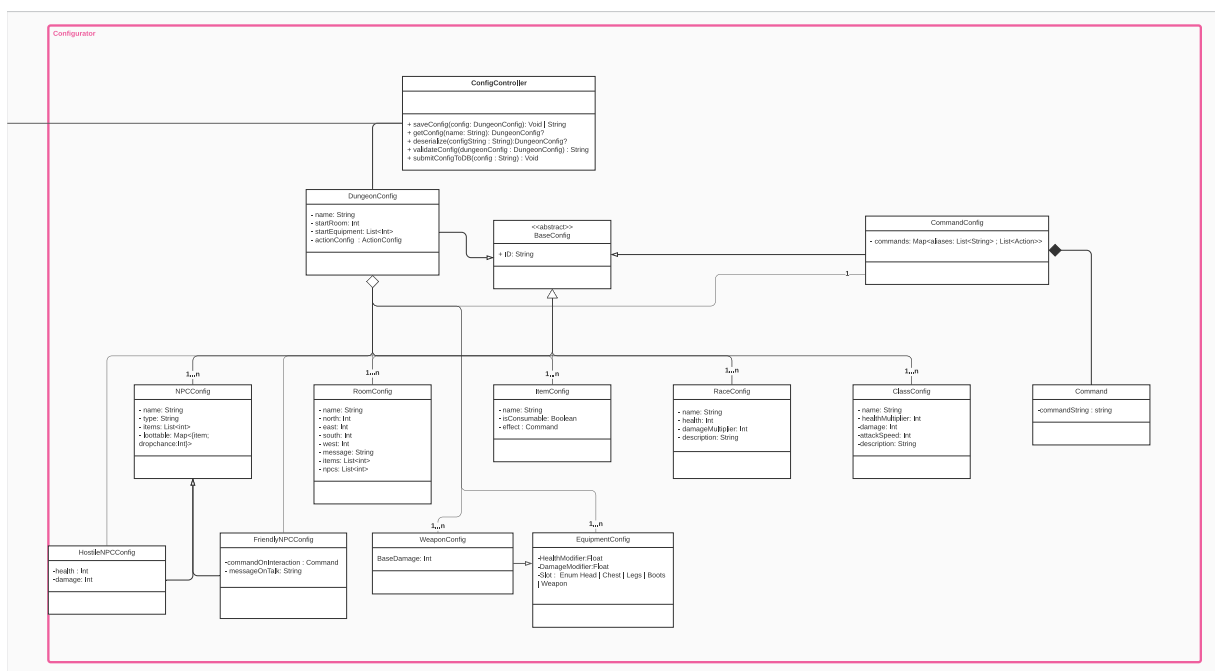 Configurator
ConfigController
+ saveConfig(config: DungeonConfig): Void | String
+ getConfig(name: String): DungeonConfig?
+ deserialize(configString : String):DungeonConfig?
+ validateConfig(dungeonConfig : DungeonConfig) : String
+ submitConfigToDB(config : String) : Void
DungeonConfig
- name: String
- startRoom: Int
- startEquipment: List<Int>
- actionConfig : ActionConfig
<<abstract>>
BaseConfig
+ ID: String
CommandConfig
- commands: Map<aliases: List<String> ; List<Action>>
1
1...n
1...n
1...n
1...n
1...n
NPCConfig
- name: String
- type: String
- items: List<int>
- loottable: Map<{item;
dropchance:Int}>
RoomConfig
- name: String
- north: Int
- east: Int
- south: Int
- west: Int
- message: String
- items: List<int>
- npcs: List<int>
ItemConfig
- name: String
- isConsumable: Boolean
- effect : Command
RaceConfig
- name: String
- health: Int
- damageMultiplier: Int
- description: String
ClassConfig
- name: String
- healthMultiplier: Int
- damage: Int
- attackSpeed: Int
-description: String
Command
-commandString : string
1...n
1...n
HostileNPCConfig
-health : Int
-damage: Int
FriendlyNPCConfig
-commandOnInteraction : Command
- messageOnTalk: String
WeaponConfig
BaseDamage: Int
EquipmentConfig
-HealthModifier:Float
-DamageModifier:Float
-Slot : Enum Head | Chest | Legs | Boots
| Weapon